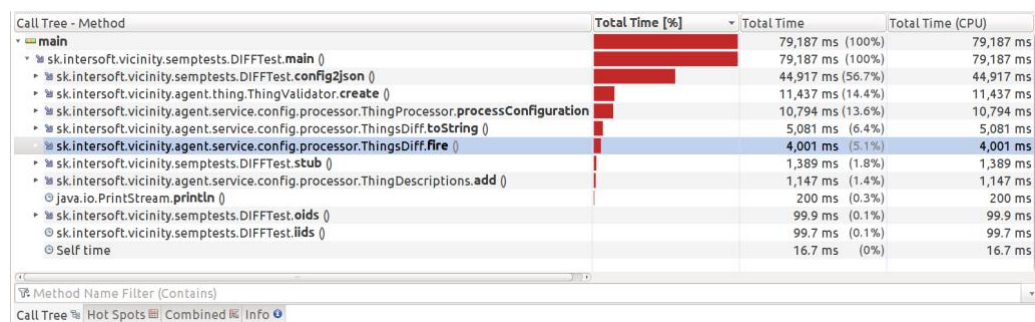 Call Tree - Method Total Time [%] Total Time Total Time (CPU)
main 79,187 ms (100%) 79,187 ms
sk.intersoft.vicinity.semptests.DIFFTest.main () 79,187 ms (100%) 79,187 ms
sk.intersoft.vicinity.semptests.DIFFTest.config2json () 44,917 ms (56.7%) 44,917 ms
sk.intersoft.vicinity.agent.thing.ThingValidator.create () 11,437 ms (14.4%) 11,437 ms
sk.intersoft.vicinity.agent.service.config.processor.ThingProcessor.processConfiguration 10,794 ms (13.6%) 10,794 ms
sk.intersoft.vicinity.agent.service.config.processor.ThingsDiff.toString () 5,081 ms (6.4%) 5,081 ms
sk.intersoft.vicinity.agent.service.config.processor.ThingsDiff.fire () 4,001 ms (5.1%) 4,001 ms
sk.intersoft.vicinity.semptests.DIFFTest.stub () 1,389 ms (1.8%) 1,389 ms
sk.intersoft.vicinity.agent.service.config.processor.ThingDescriptions.add () 1,147 ms (1.4%) 1,147 ms
java.io.PrintStream.println () 200 ms (0.3%) 200 ms
sk.intersoft.vicinity.semptests.DIFFTest.oids () 99.9 ms (0.1%) 99.9 ms
sk.intersoft.vicinity.semptests.DIFFTest.iids () 99.7 ms (0.1%) 99.7 ms
Self time 16.7 ms (0%) 16.7 ms
Method Name Filter (Contains)
Call Tree Hot Spots Combined Info